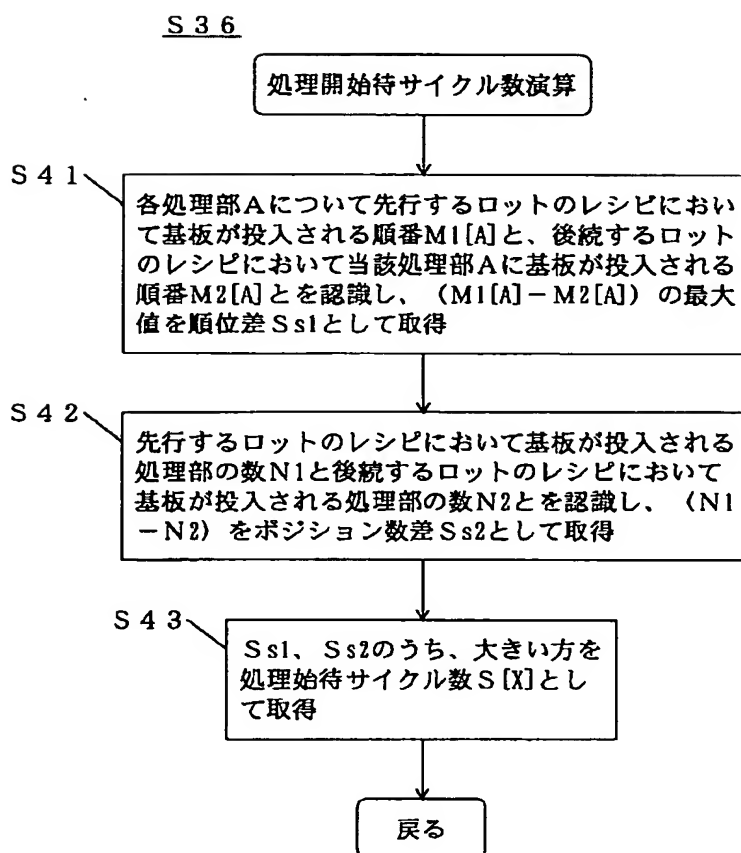 S36
処理開始待サイクル数演算
S41
各処理部Aについて先行するロットのレシピにおい
て基板が投入される順番M1[A]と、後続するロット
のレシピにおいて当該処理部Aに基板が投入される
順番M2[A]とを認識し、（M1[A]－M2[A]）の最大
値を順位差Ss1として取得
S42
先行するロットのレシピにおいて基板が投入される
処理部の数N1と後続するロットのレシピにおいて
基板が投入される処理部の数N2とを認識し、（N1
－N2）をポジション数差Ss2として取得
S43
Ss1、Ss2のうち、大きい方を
処理始待サイクル数S[X]とし
て取得
戻る